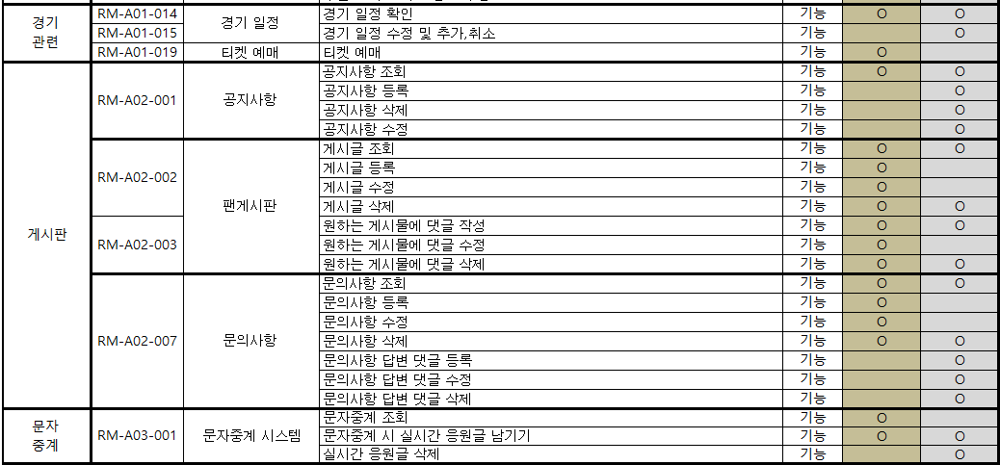 경기
관련
RM-A01-014
경기 일정
경기 일정 확인
기능
O
O
RM-A01-015
경기 일정 수정 및 추가,취소
기능
O
RM-A01-019
티켓 예매
티켓 예매
기능
O
게시판
RM-A02-001
공지사항
공지사항 조회
기능
O
O
공지사항 등록
기능
O
공지사항 삭제
기능
O
공지사항 수정
기능
O
RM-A02-002
팬게시판
게시글 조회
기능
O
O
게시글 등록
기능
O
게시글 수정
기능
O
게시글 삭제
기능
O
O
RM-A02-003
원하는 게시물에 댓글 작성
기능
O
O
원하는 게시물에 댓글 수정
기능
O
원하는 게시물에 댓글 삭제
기능
O
O
RM-A02-007
문의사항
문의사항 조회
기능
O
O
문의사항 등록
기능
O
문의사항 수정
기능
O
문의사항 삭제
기능
O
O
문의사항 답변 댓글 등록
기능
O
문의사항 답변 댓글 수정
기능
O
문의사항 답변 댓글 삭제
기능
O
문자
중계
RM-A03-001
문자중계 시스템
문자중계 조회
기능
O
문자중계 시 실시간 응원글 남기기
기능
O
O
실시간 응원글 삭제
기능
O